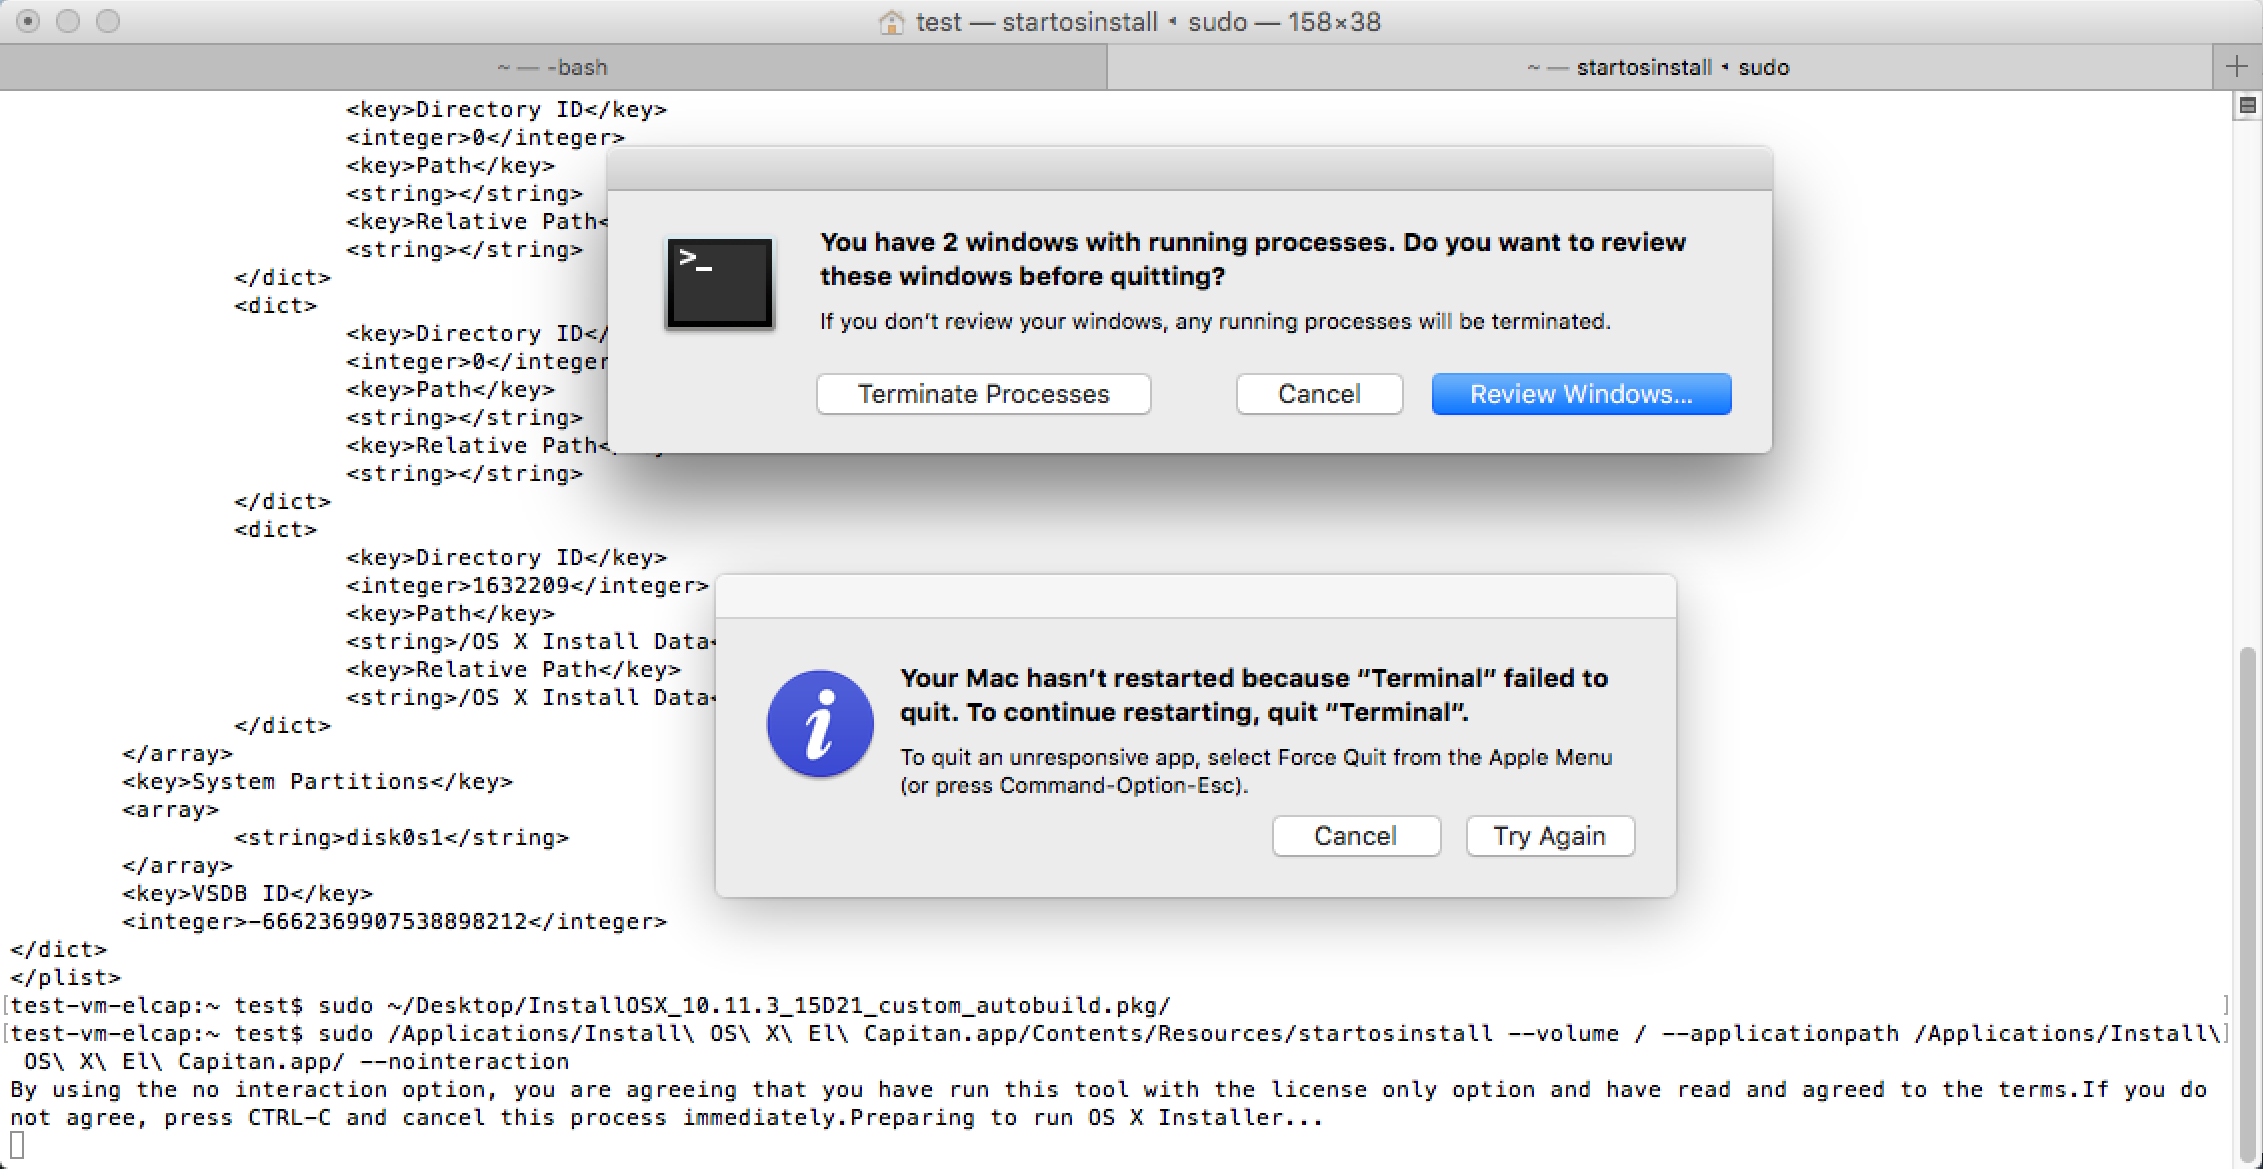 test — startosinstall ◂ sudo — 158×38
~ — -bash
~ — startosinstall ◂ sudo
<key>Directory ID</key>
<integer>0</integer>
<key>Path</key>
<string></string>
<key>Relative Path<
<string></string>
</dict>
<dict>
<key>Directory ID</
<integer>0</integer
<key>Path</key>
<string></string>
<key>Relative Path<
<string></string>
</dict>
<dict>
<key>Directory ID</key>
<integer>1632209</integer>
<key>Path</key>
<string>/OS X Install Data<
<key>Relative Path</key>
<string>/OS X Install Data<
</dict>
</array>
<key>System Partitions</key>
<array>
<string>disk0s1</string>
</array>
<key>VSDB ID</key>
<integer>-6662369907538898212</integer>
</dict>
</plist>
[test-vm-elcap:~ test$ sudo ~/Desktop/InstallOSX_10.11.3_15D21_custom_autobuild.pkg/ ]
[test-vm-elcap:~ test$ sudo /Applications/Install\ OS\ X\ El\ Capitan.app/Contents/Resources/startosinstall --volume / --applicationpath /Applications/Install\]
OS\ X\ El\ Capitan.app/ --nointeraction
By using the no interaction option, you are agreeing that you have run this tool with the license only option and have read and agreed to the terms.If you do
not agree, press CTRL-C and cancel this process immediately.Preparing to run OS X Installer...
You have 2 windows with running processes. Do you want to review
these windows before quitting?
If you don't review your windows, any running processes will be terminated.
Terminate Processes
Cancel
Review Windows...
Your Mac hasn't restarted because “Terminal” failed to
quit. To continue restarting, quit “Terminal”.
To quit an unresponsive app, select Force Quit from the Apple Menu
(or press Command-Option-Esc).
Cancel
Try Again